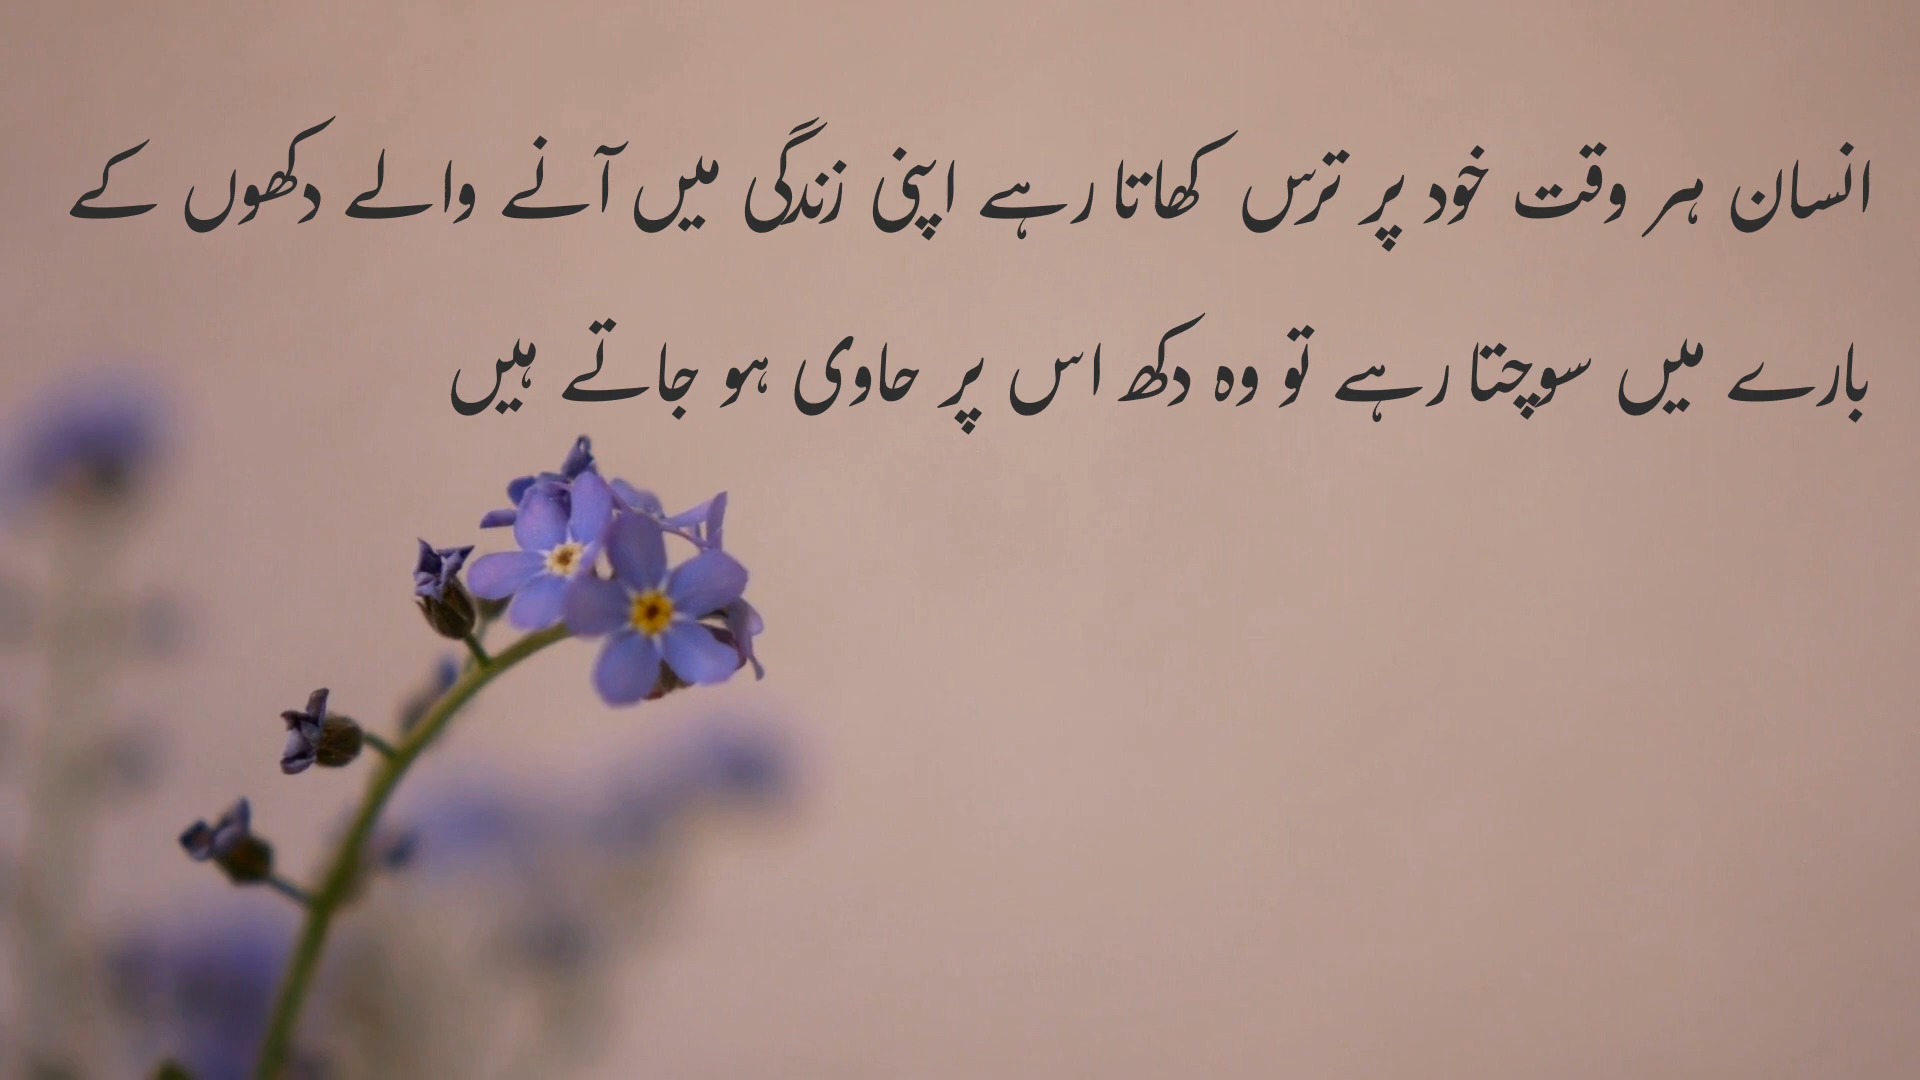 انسان ہر وقت خود پر ترس کھاتا رہے اپنی زندگی میں آنے والے دکھوں کے
بارے میں سوچتا رہے تو وہ دکھ اس پر حاوی ہو جاتے ہیں